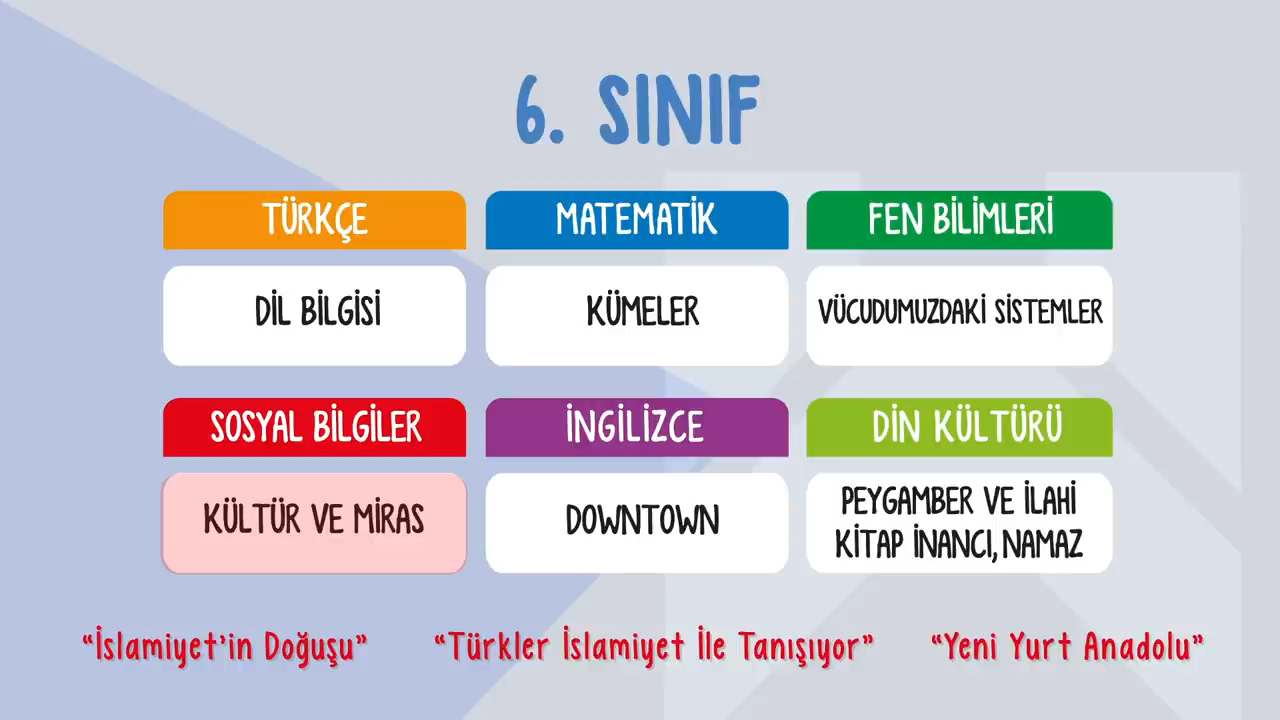 6. SINIF
TÜRKÇE
DİL BİLGİSİ
MATEMATİK
KÜMELER
FEN BİLİMLERİ
VÜCUDUMUZDAKİ SİSTEMLER
SOSYAL BİLGİLER
KÜLTÜR VE MİRAS
İNGİLİZCE
DOWNTOWN
DİN KÜLTÜRÜ
PEYGAMBER VE İLAHİ
KİTAP İNANCI, NAMAZ
“İslamiyet’in Doğuşu”
“Türkler İslamiyet İle Tanışıyor”
“Yeni Yurt Anadolu”